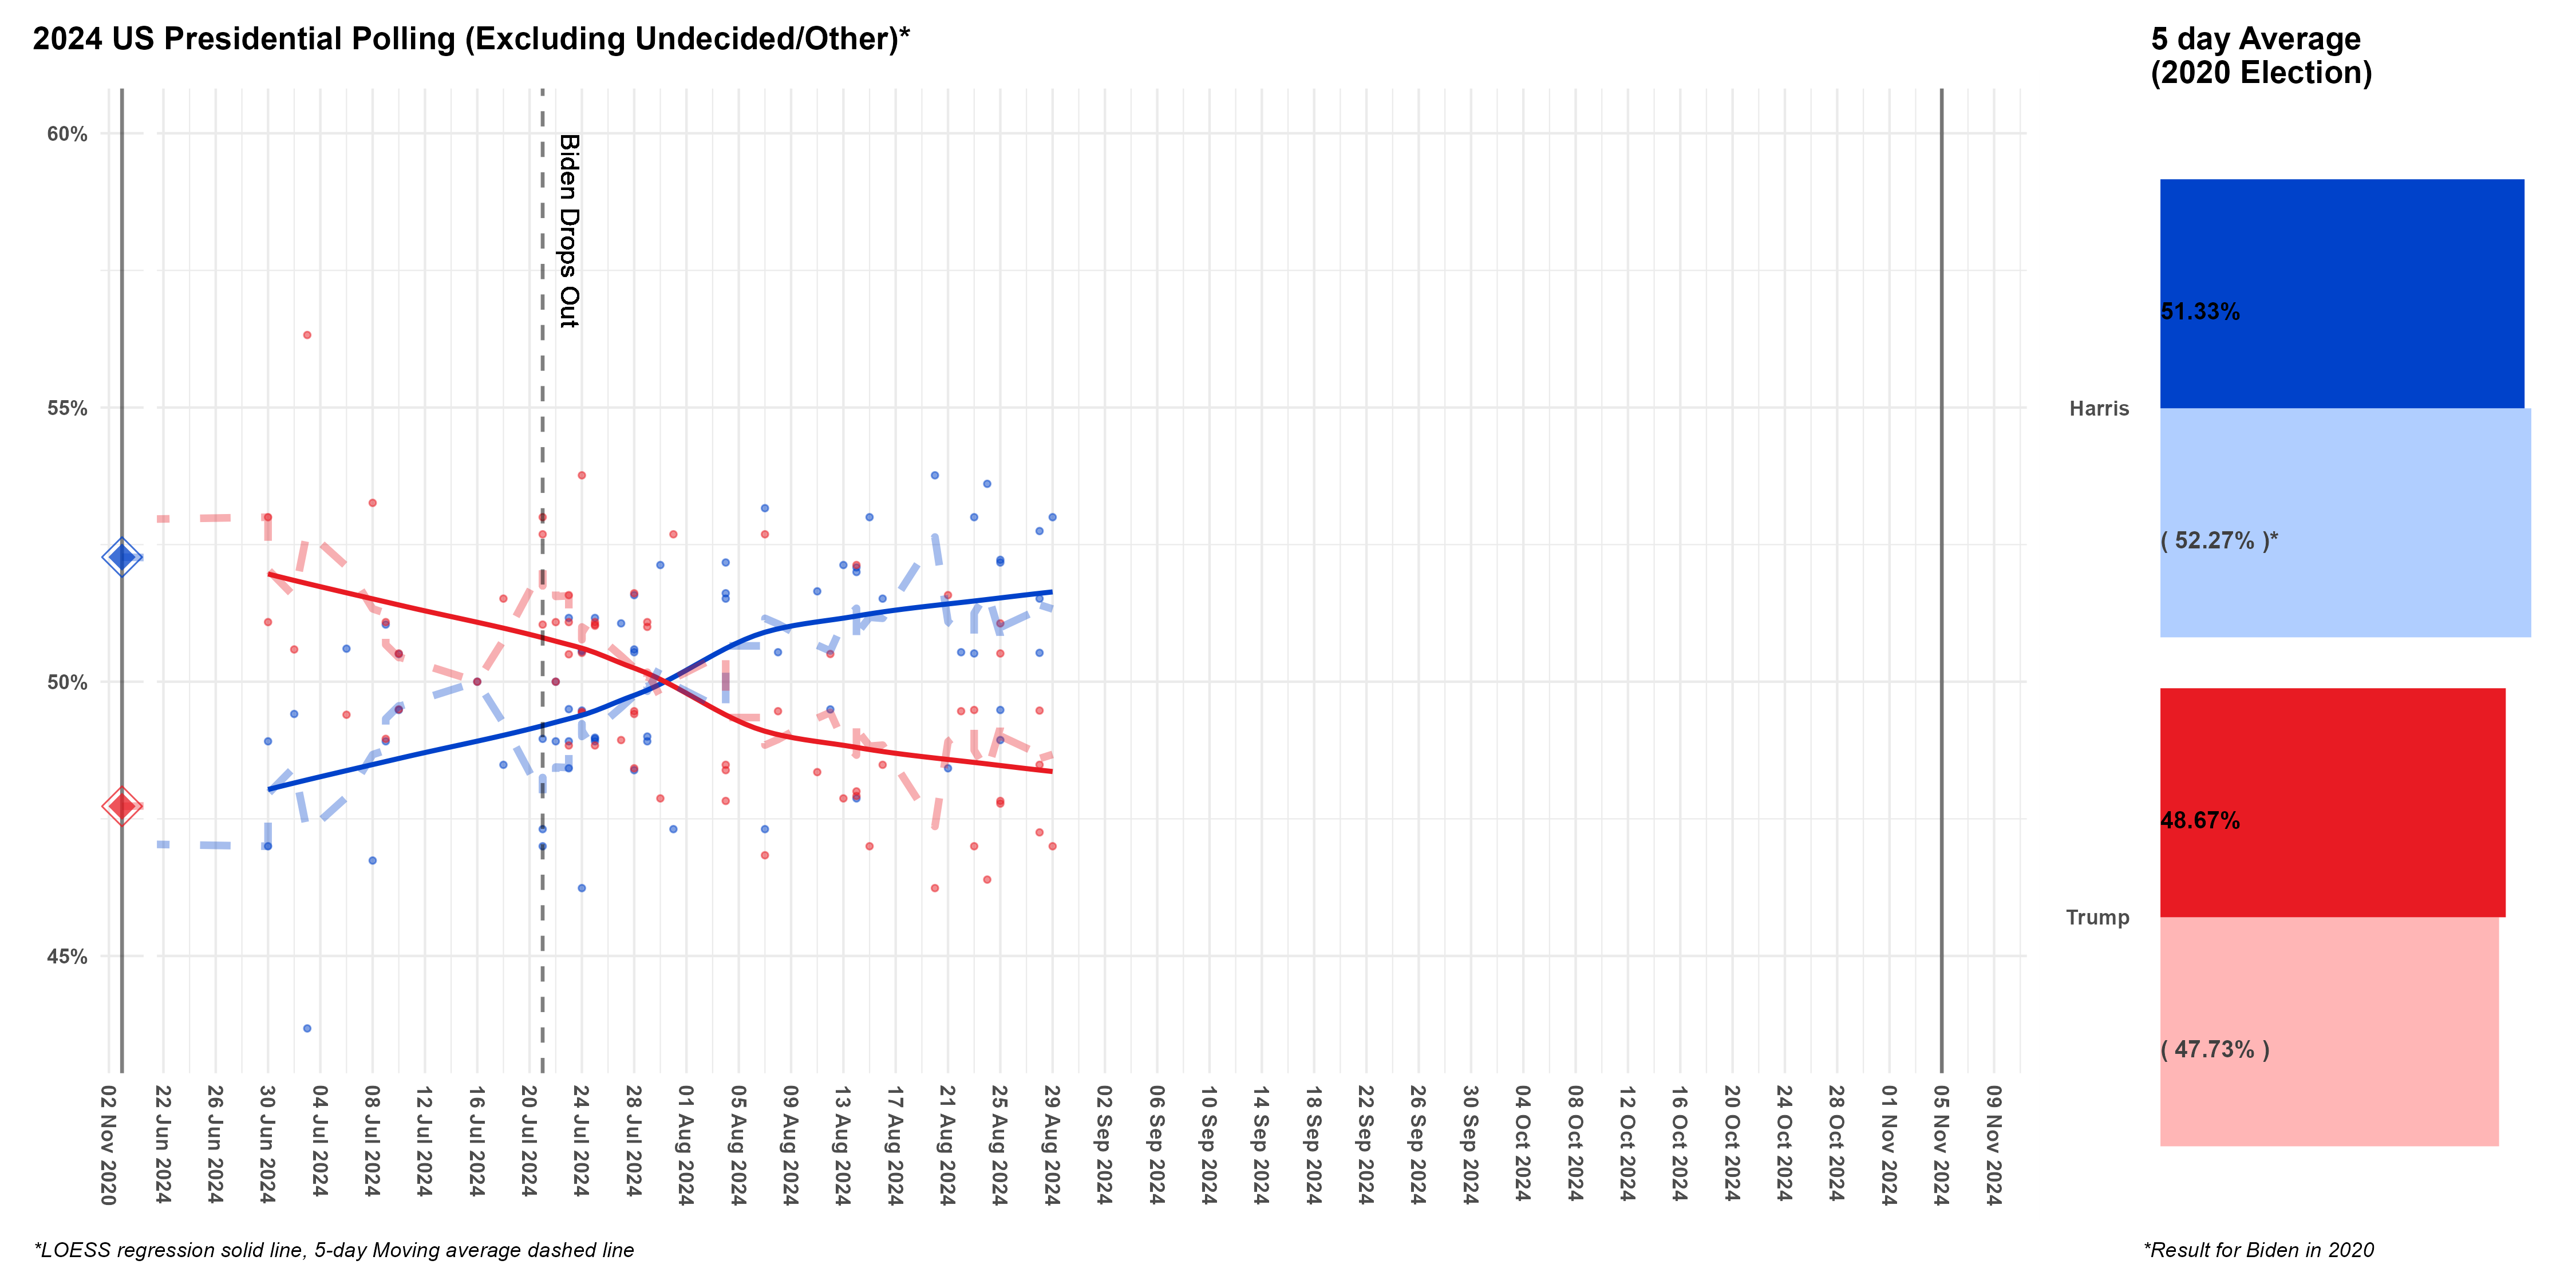 2024 US Presidential Polling (Excluding Undecided/Other)*
5 day Average
(2020 Election)
60%
55%
50%
45%
Biden Drops Out
02 Nov 2020
22 Jun 2024
26 Jun 2024
30 Jun 2024
04 Jul 2024
08 Jul 2024
12 Jul 2024
16 Jul 2024
20 Jul 2024
24 Jul 2024
28 Jul 2024
01 Aug 2024
05 Aug 2024
09 Aug 2024
13 Aug 2024
17 Aug 2024
21 Aug 2024
25 Aug 2024
29 Aug 2024
02 Sep 2024
06 Sep 2024
10 Sep 2024
14 Sep 2024
18 Sep 2024
22 Sep 2024
26 Sep 2024
30 Sep 2024
04 Oct 2024
08 Oct 2024
12 Oct 2024
16 Oct 2024
20 Oct 2024
24 Oct 2024
28 Oct 2024
01 Nov 2024
05 Nov 2024
09 Nov 2024
Harris
51.33%
( 52.27% )*
Trump
48.67%
( 47.73% )
*LOESS regression solid line, 5-day Moving average dashed line
*Result for Biden in 2020